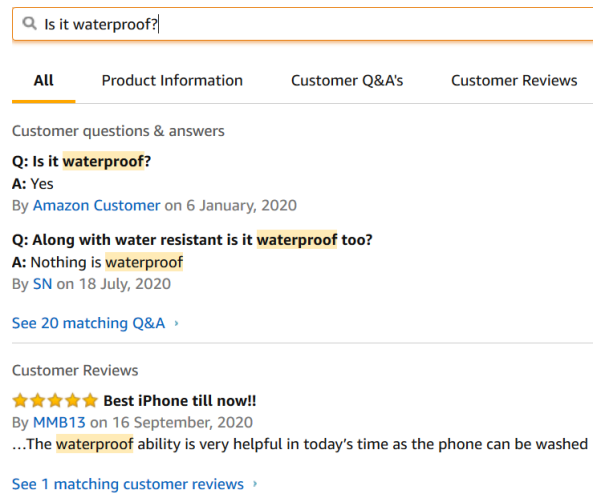 Is it waterproof?
All Product Information Customer Q&A's Customer Reviews
Customer questions & answers
Q: Is it waterproof?
A: Yes
By Amazon Customer on 6 January, 2020
Q: Along with water resistant is it waterproof too?
A: Nothing is waterproof
By SN on 18 July, 2020
See 20 matching Q&A ›
Customer Reviews
Best iPhone till now!!
By MMB13 on 16 September, 2020
…The waterproof ability is very helpful in today's time as the phone can be washed
See 1 matching customer reviews ›